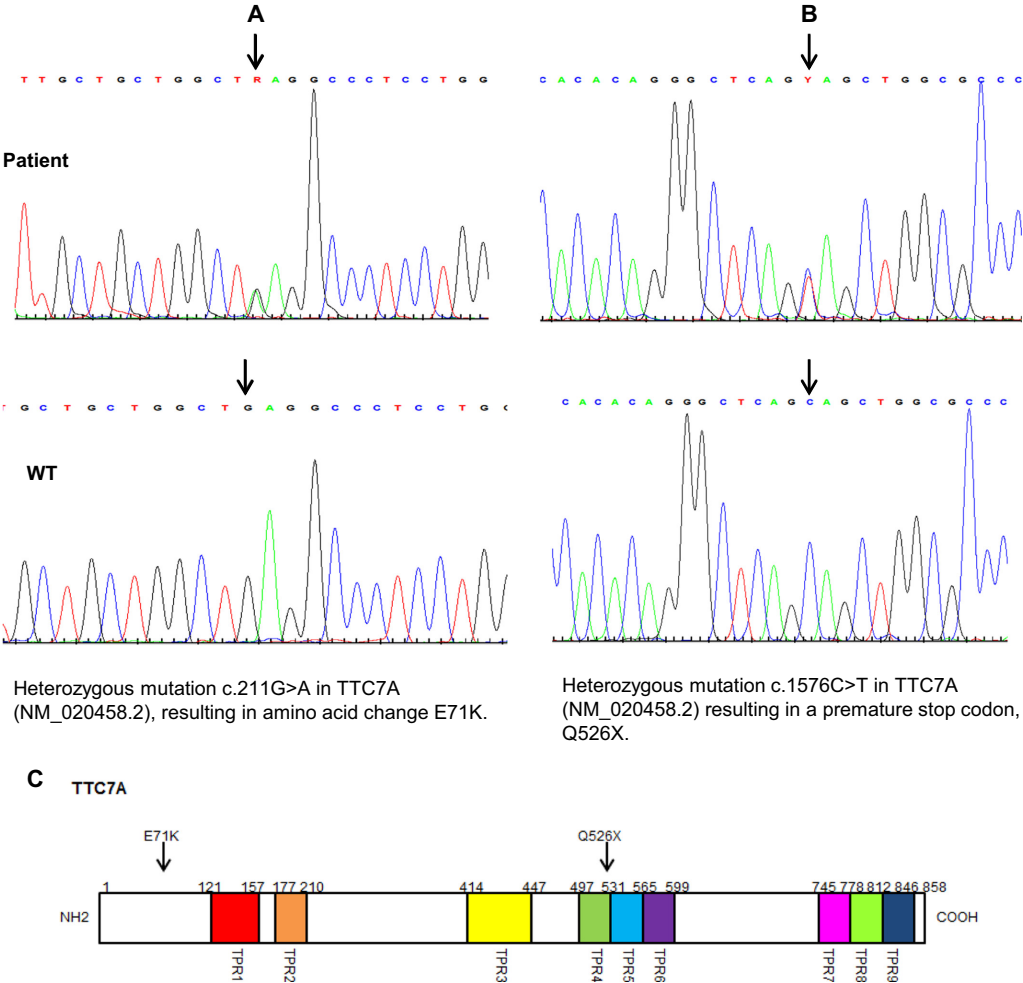 A
B
T T G C T G C T G G C T R A G G C C C T C C T G G
C A C A C A G G G C T C A G Y A G C T G G C G C C C
Patient
T G C T G C T G G C T G A G G C C C T C C T G
C A C A C A G G G C T C A G C A G C T G G C G C C C
WT
Heterozygous mutation c.211G>A in TTC7A
(NM_020458.2), resulting in amino acid change E71K.
Heterozygous mutation c.1576C>T in TTC7A
(NM_020458.2) resulting in a premature stop codon,
Q526X.
C
TTC7A
E71K
Q526X
1 121 157 177 210 414 447 497 531 565 599 745 778 812 846 858
NH2
COOH
TPR1
TPR2
TPR3
TPR4
TPR5
TPR6
TPR7
TPR8
TPR9